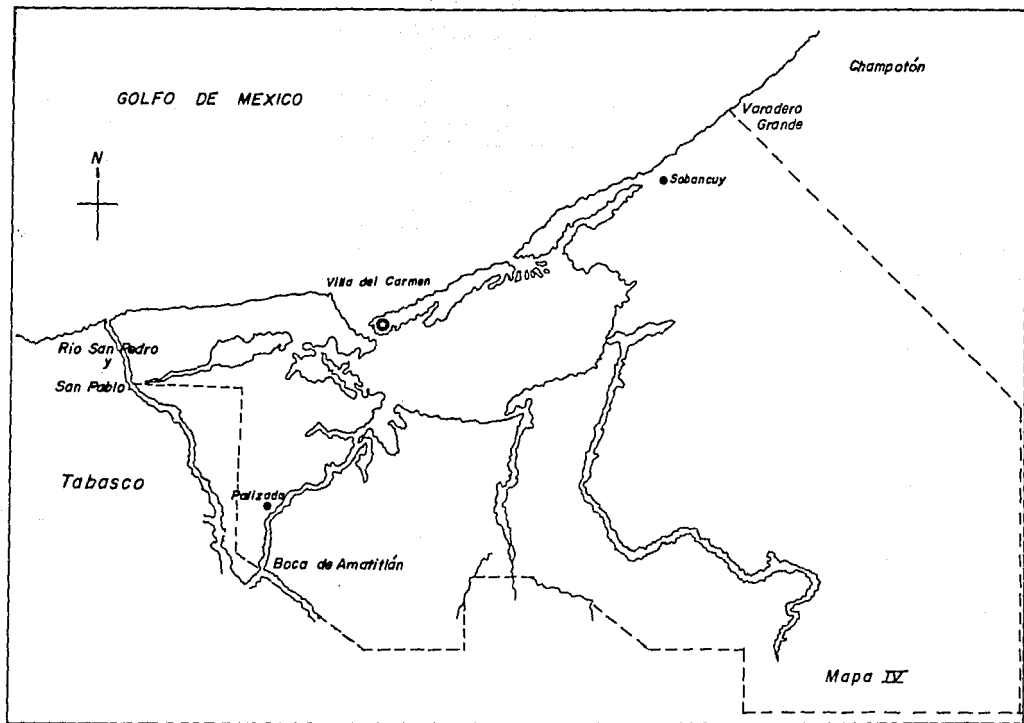 Champotón
GOLFO DE MEXICO
Varadero
Grande
N
Sabancuy
Villa del Carmen
Río San Pedro
y
San Pablo
Tabasco
Palizada
Boca de Amatitlán
Mapa IV